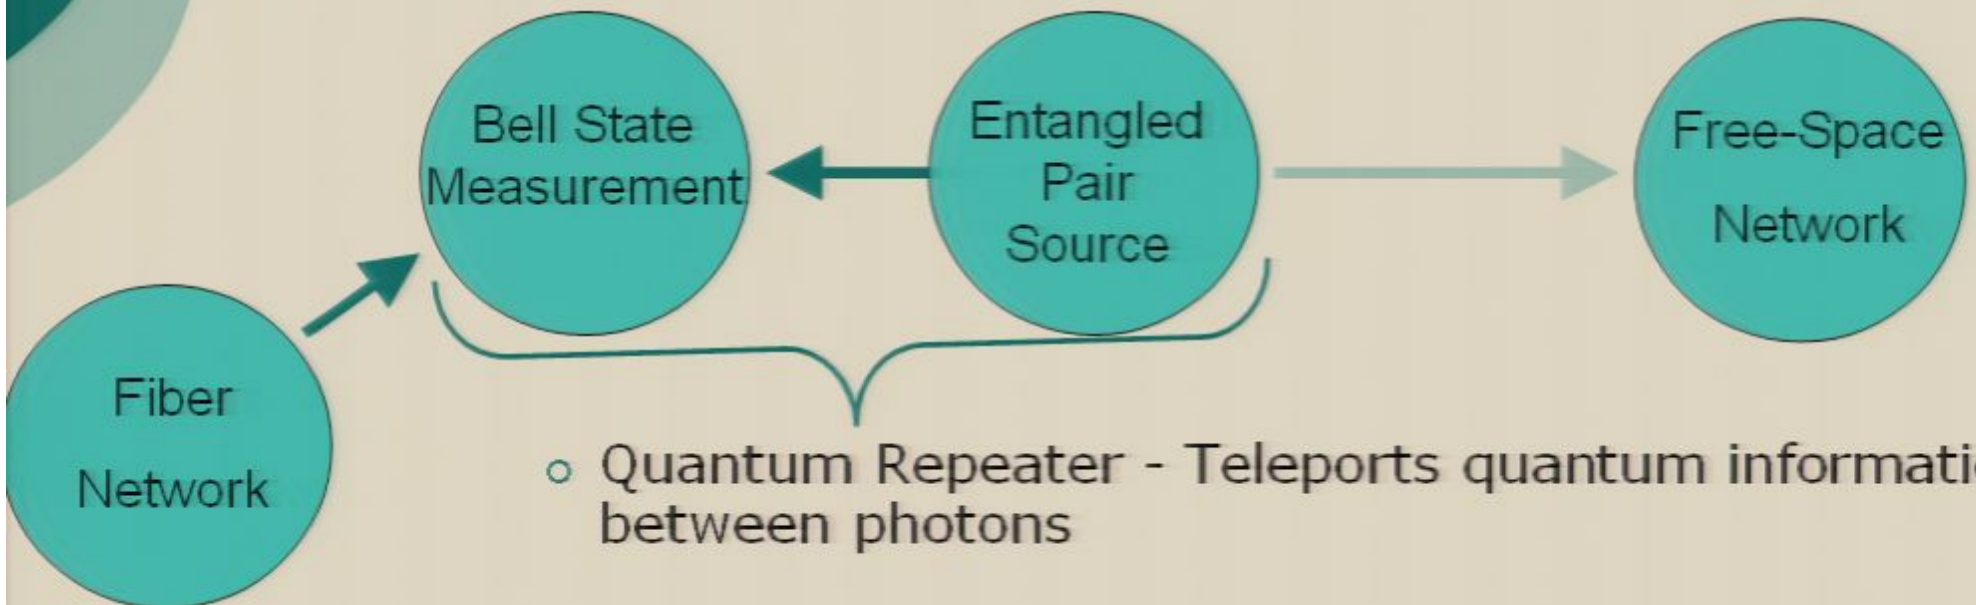 Bell State
Measurement
Entangled
Pair
Source
Free-Space
Network
Fiber
Network
Quantum Repeater - Teleports quantum informati
between photons